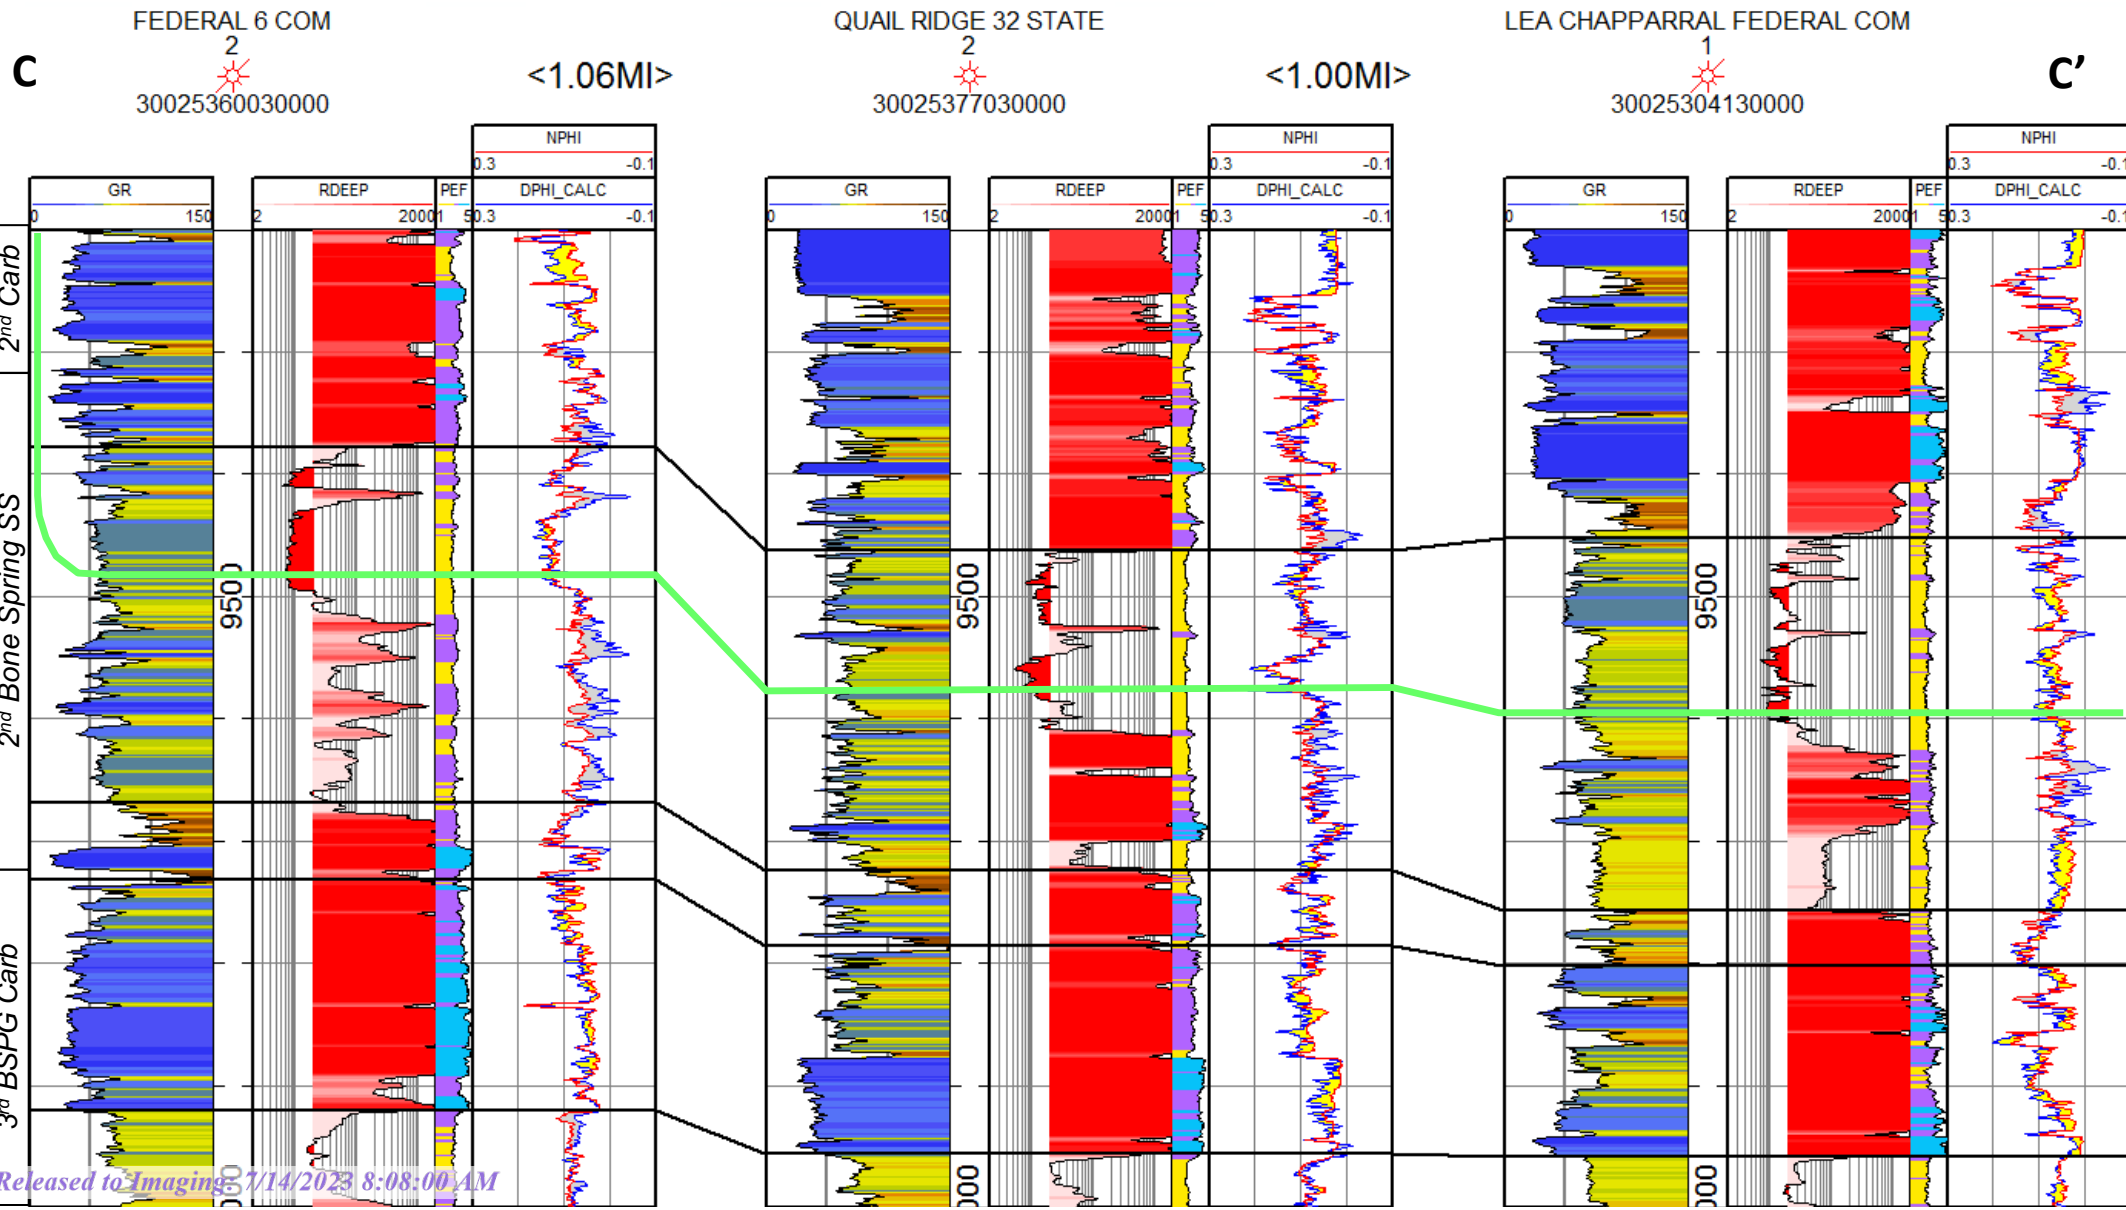 FEDERAL 6 COM
2
30025360030000
C
<1.06MI>
QUAIL RIDGE 32 STATE
2
30025377030000
<1.00MI>
LEA CHAPPARRAL FEDERAL COM
1
30025304130000
C’
NPHI
0.3 -0.1
GR RDEEP PEF DPHI_CALC
0 150 2 2000 1 5 0.3 -0.1
NPHI
0.3 -0.1
GR RDEEP PEF DPHI_CALC
0 150 2 2000 1 5 0.3 -0.1
NPHI
0.3 -0.1
GR RDEEP PEF DPHI_CALC
0 150 2 2000 1 5 0.3 -0.1
2nd Carb
2nd Bone Spring SS
3rd BSPG Carb
9500
9500
9500
Released to Imaging: 7/14/2023 8:08:00 AM